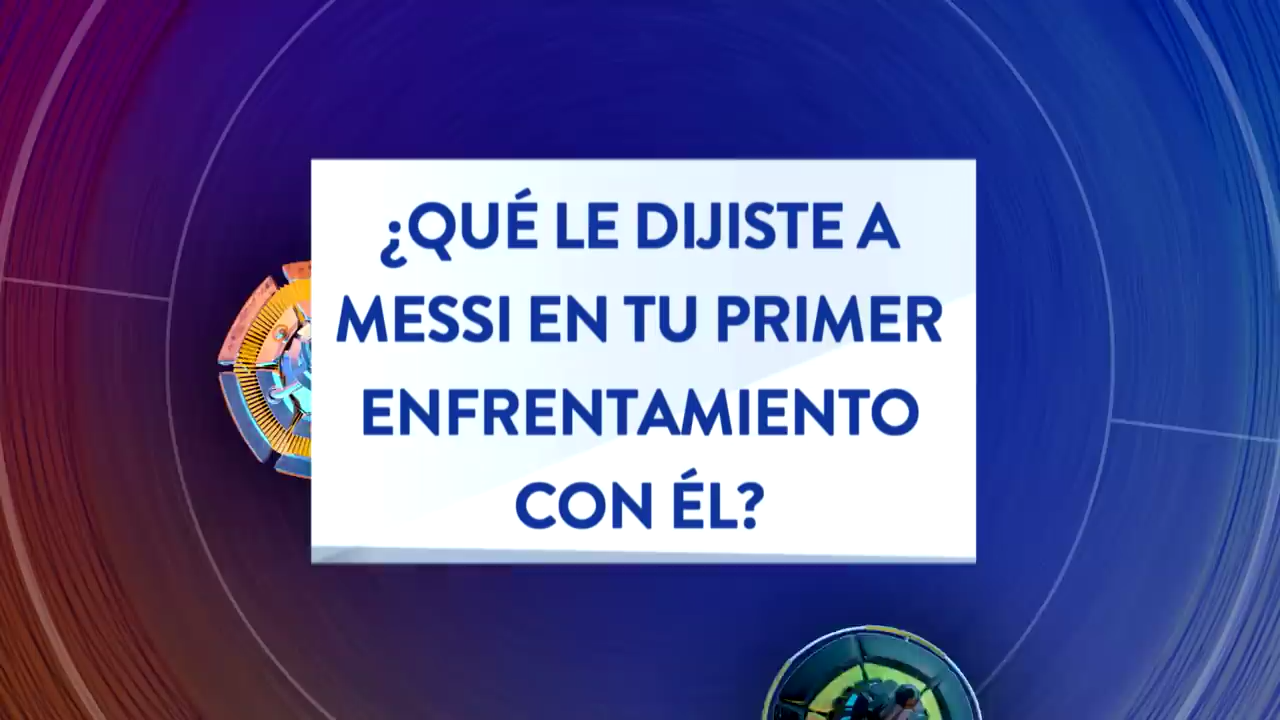 ¿QUÉ LE DIJISTE A
MESSI EN TU PRIMER
ENFRENTAMIENTO
CON ÉL?